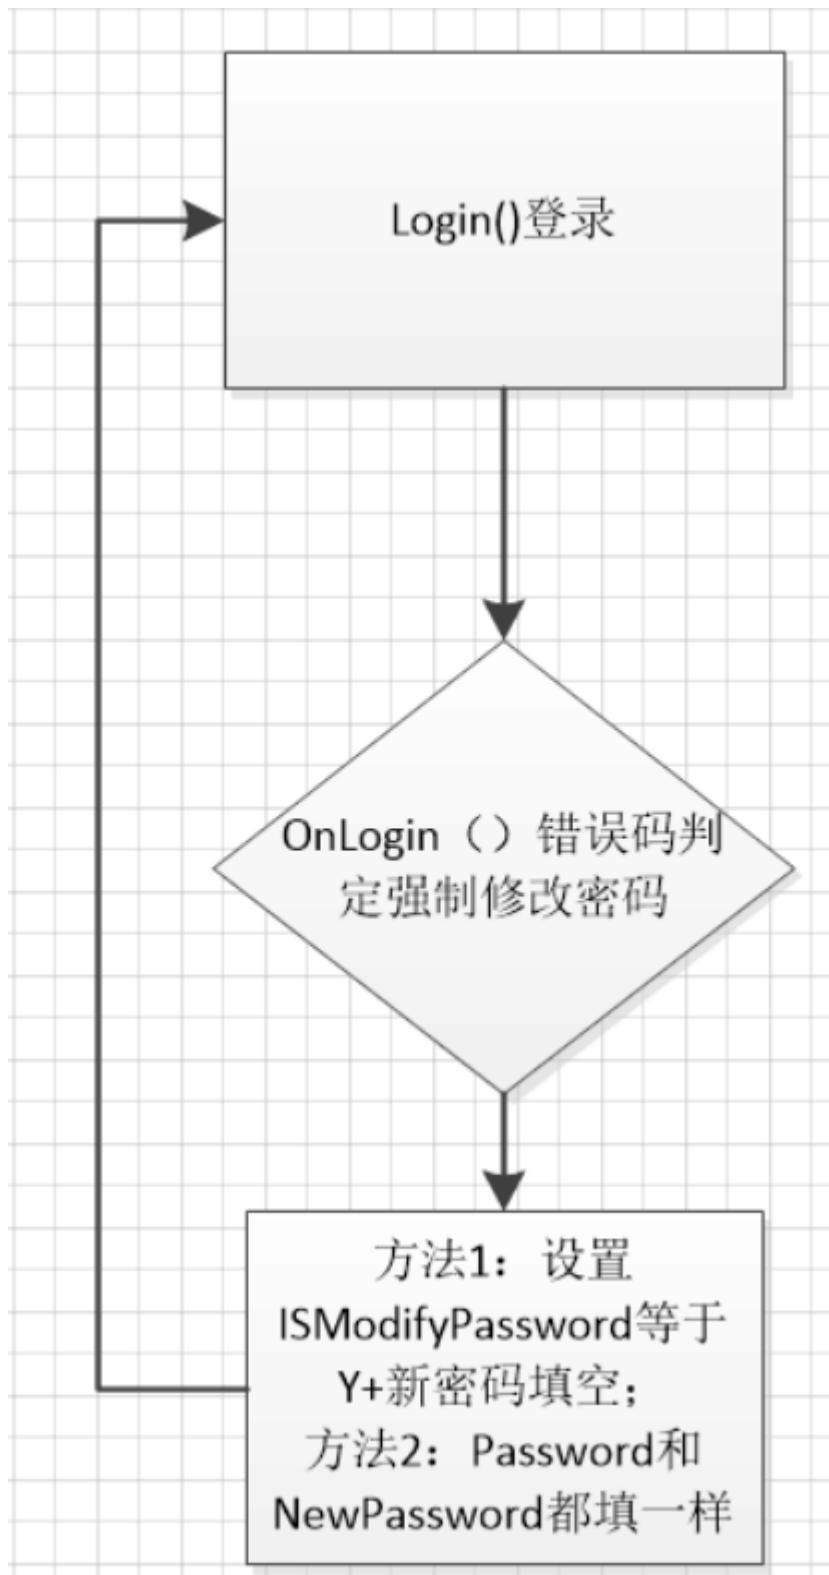 Login()登录
OnLogin（）错误码判
定强制修改密码
方法1：设置
ISModifyPassword等于
Y+新密码填空；
方法2：Password和
NewPassword都填一样